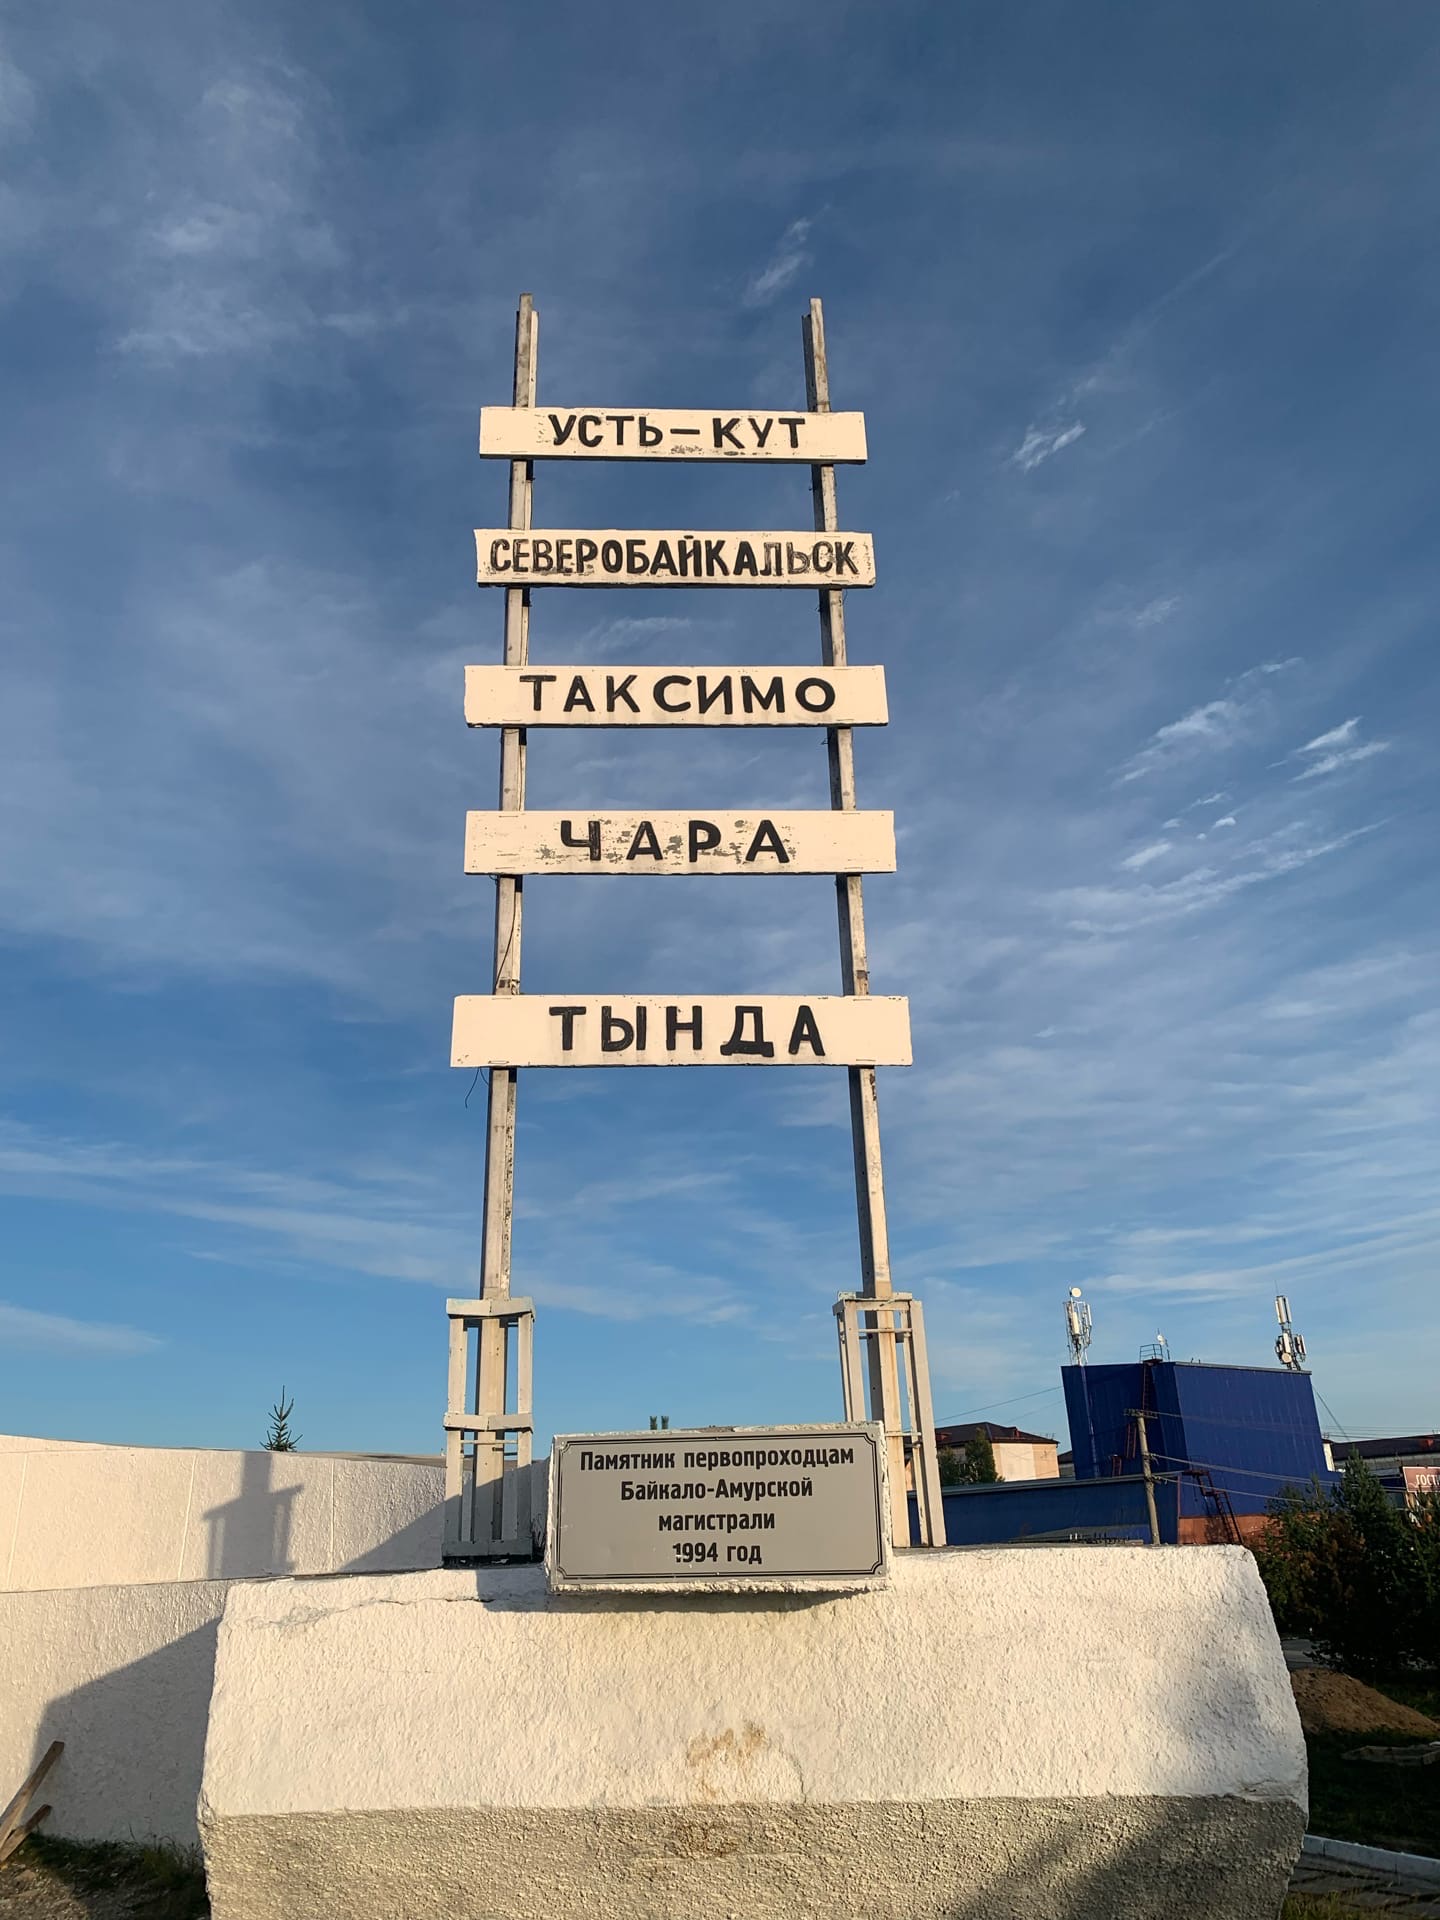 УСТЬ-КУТ
СЕВЕРОБАЙКАЛЬСК
ТАКСИМО
ЧАРА
ТЫНДА
Памятник первопроходцам
Байкало-Амурской
магистрали
1994 год